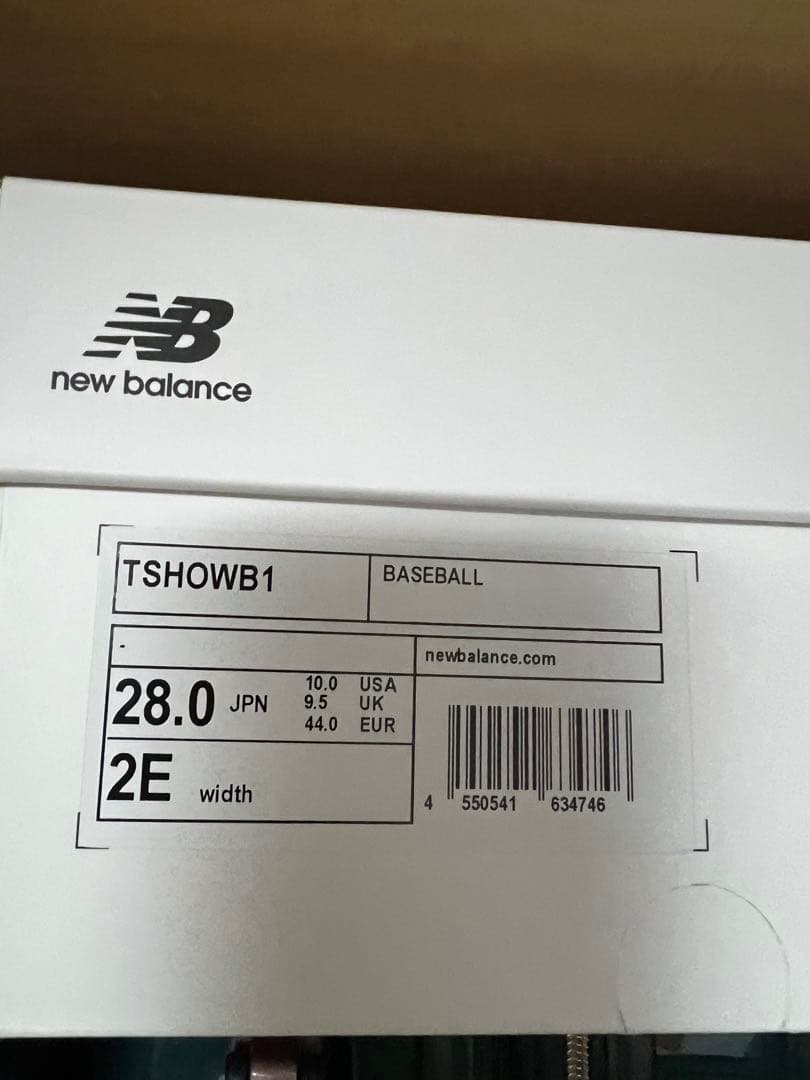 NB
new balance
TSHOWB1
BASEBALL
-
newbalance.com
28.0 JPN
10.0 USA
9.5 UK
44.0 EUR
2E width
4 550541 634746